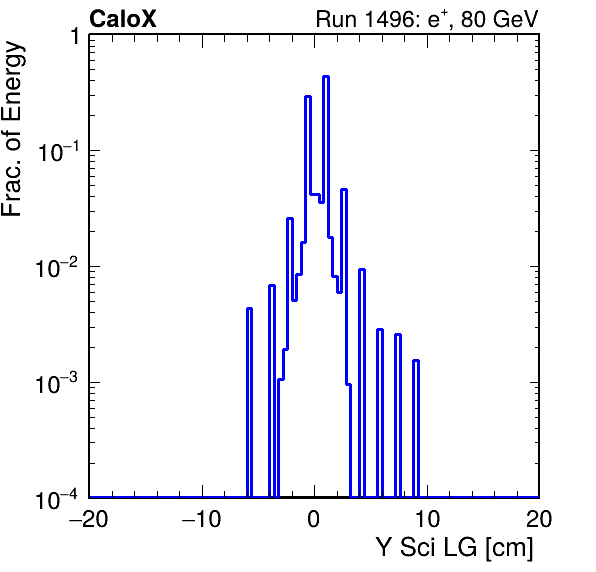 CaloX Run 1496: e⁺, 80 GeV
Frac. of Energy
1
10⁻¹
10⁻²
10⁻³
10⁻⁴
−20 −10 0 10 20
Y Sci LG [cm]